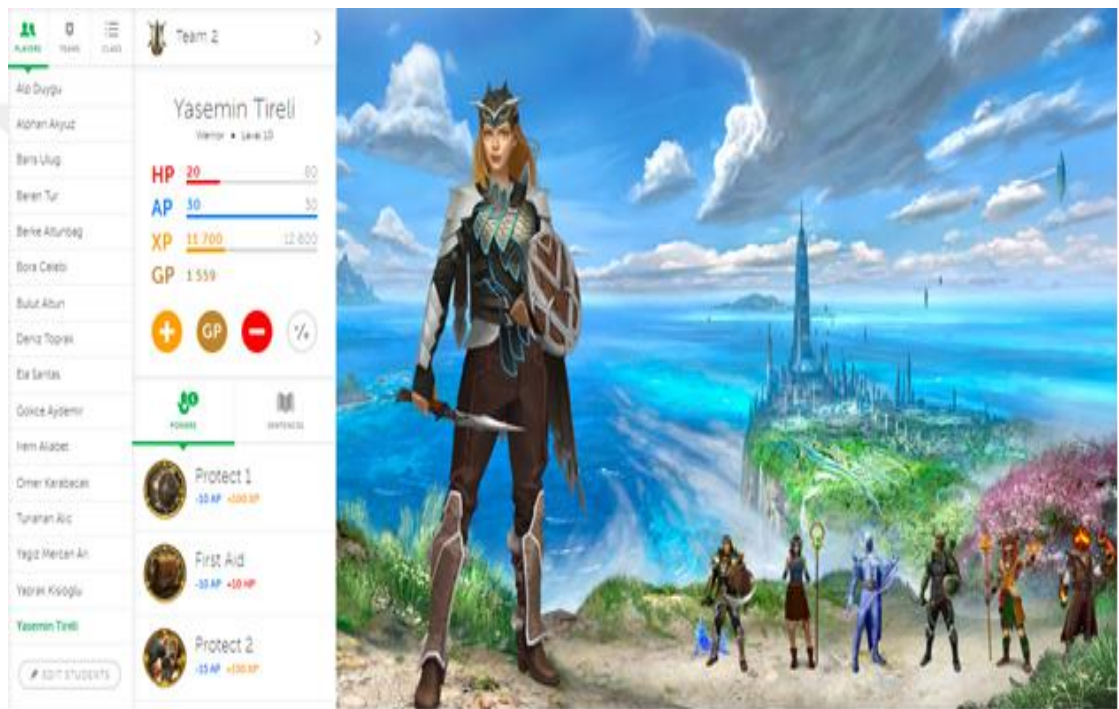 PLAYERS
TEAMS
CLASS
Alp Duygu
Alphan Akyuz
Baris Ulug
Beren Tur
Berke Altunbag
Bora Celebi
Bulut Altun
Deniz Toprak
Ela Saritas
Gokce Aydemir
Irem Aliabet
Omer Karabacak
Tunahan Alic
Yagiz Mercan Ari
Yaprak Kisioglu
Yasemin Tireli
EDIT STUDENTS
Team 2
Yasemin Tireli
Warrior • Level 10
HP 20 80
AP 30 30
XP 11 700 12 600
GP 1 559
GP
POWERS
SENTENCES
Protect 1
-10 AP +100 XP
First Aid
-10 AP +10 HP
Protect 2
-15 AP +100 XP